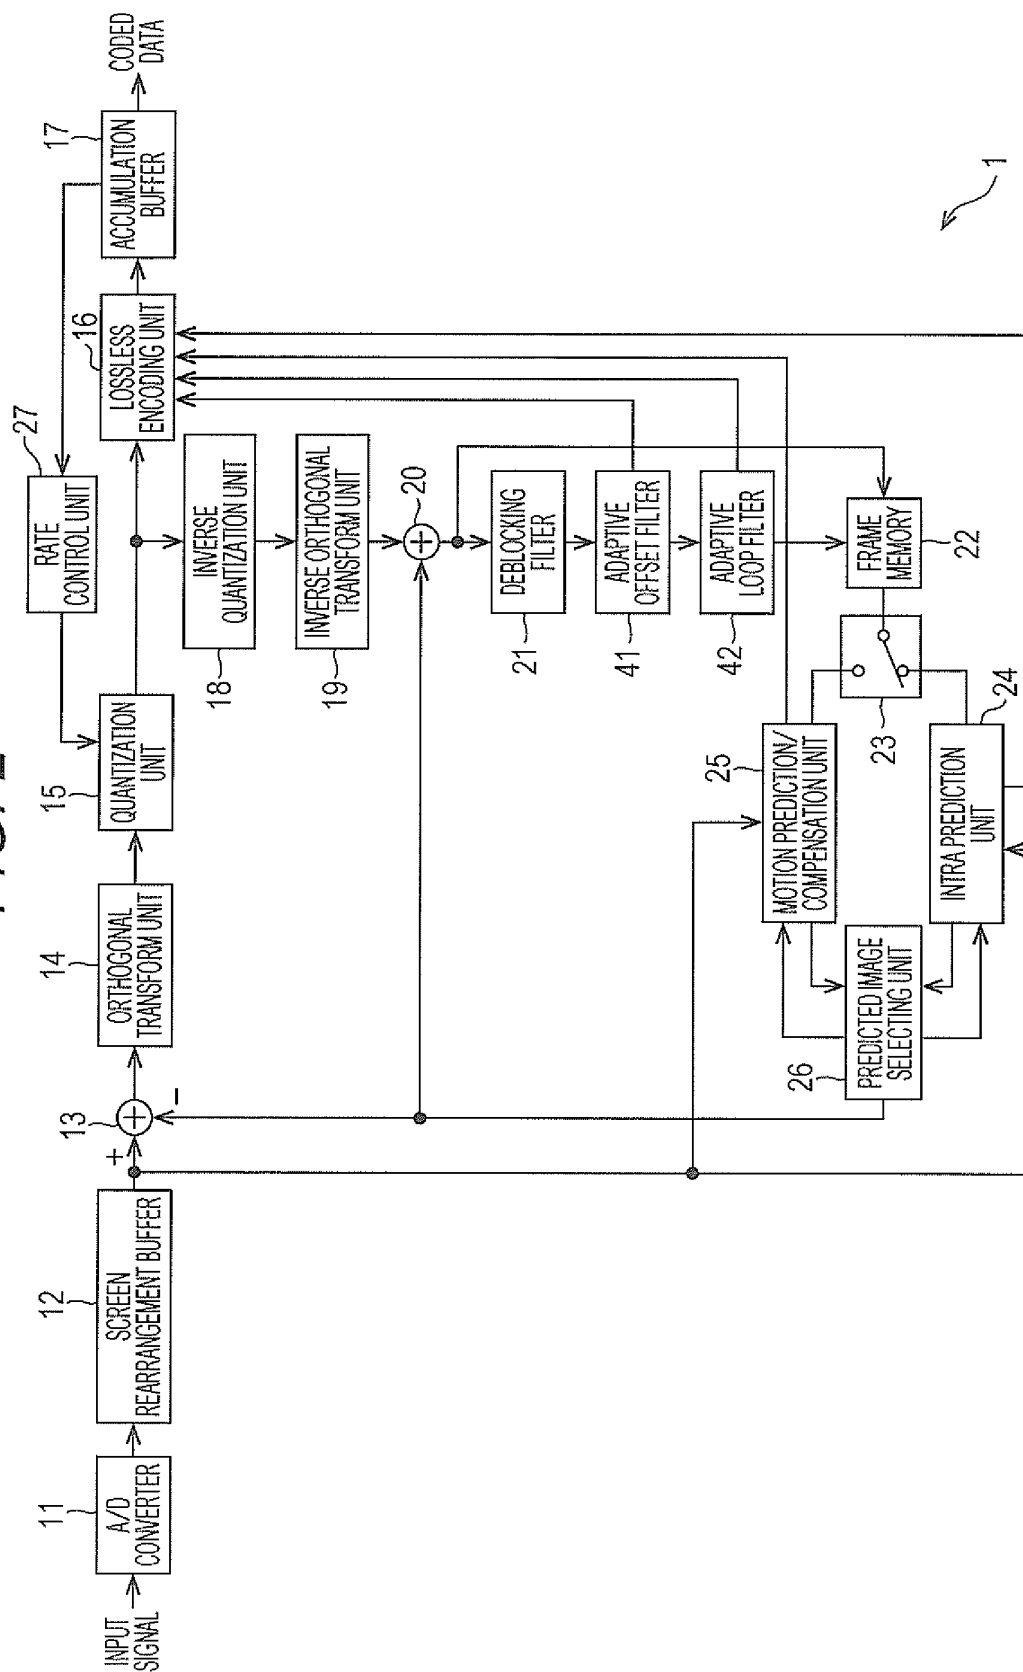 INPUT
SIGNAL
11
A/D
CONVERTER
12
SCREEN
REARRANGEMENT BUFFER
13
+
−
14
ORTHOGONAL
TRANSFORM UNIT
15
QUANTIZATION
UNIT
27
RATE
CONTROL UNIT
16
LOSSLESS
ENCODING UNIT
17
ACCUMULATION
BUFFER
CODED
DATA
18
INVERSE
QUANTIZATION UNIT
19
INVERSE ORTHOGONAL
TRANSFORM UNIT
20
21
DEBLOCKING
FILTER
41
ADAPTIVE
OFFSET FILTER
42
ADAPTIVE
LOOP FILTER
FRAME
MEMORY
22
23
25
MOTION PREDICTION/
COMPENSATION UNIT
24
INTRA PREDICTION
UNIT
26
PREDICTED IMAGE
SELECTING UNIT
1